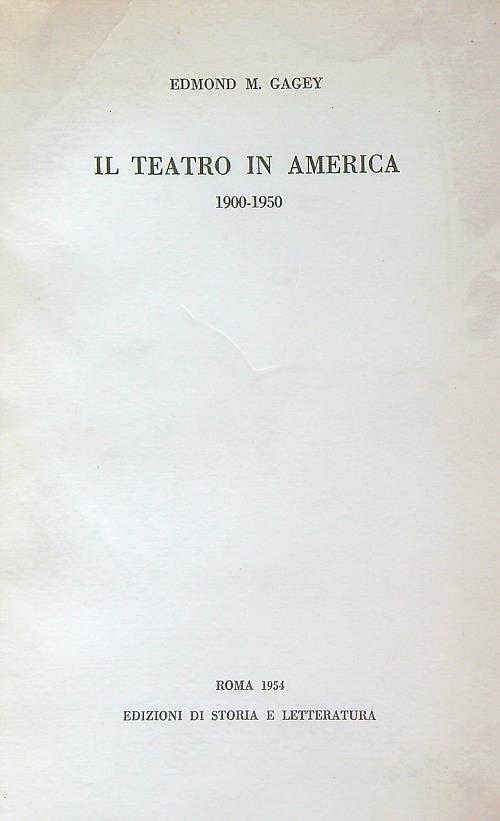 EDMOND M. GAGEY
IL TEATRO IN AMERICA
1900-1950
ROMA 1954
EDIZIONI DI STORIA E LETTERATURA